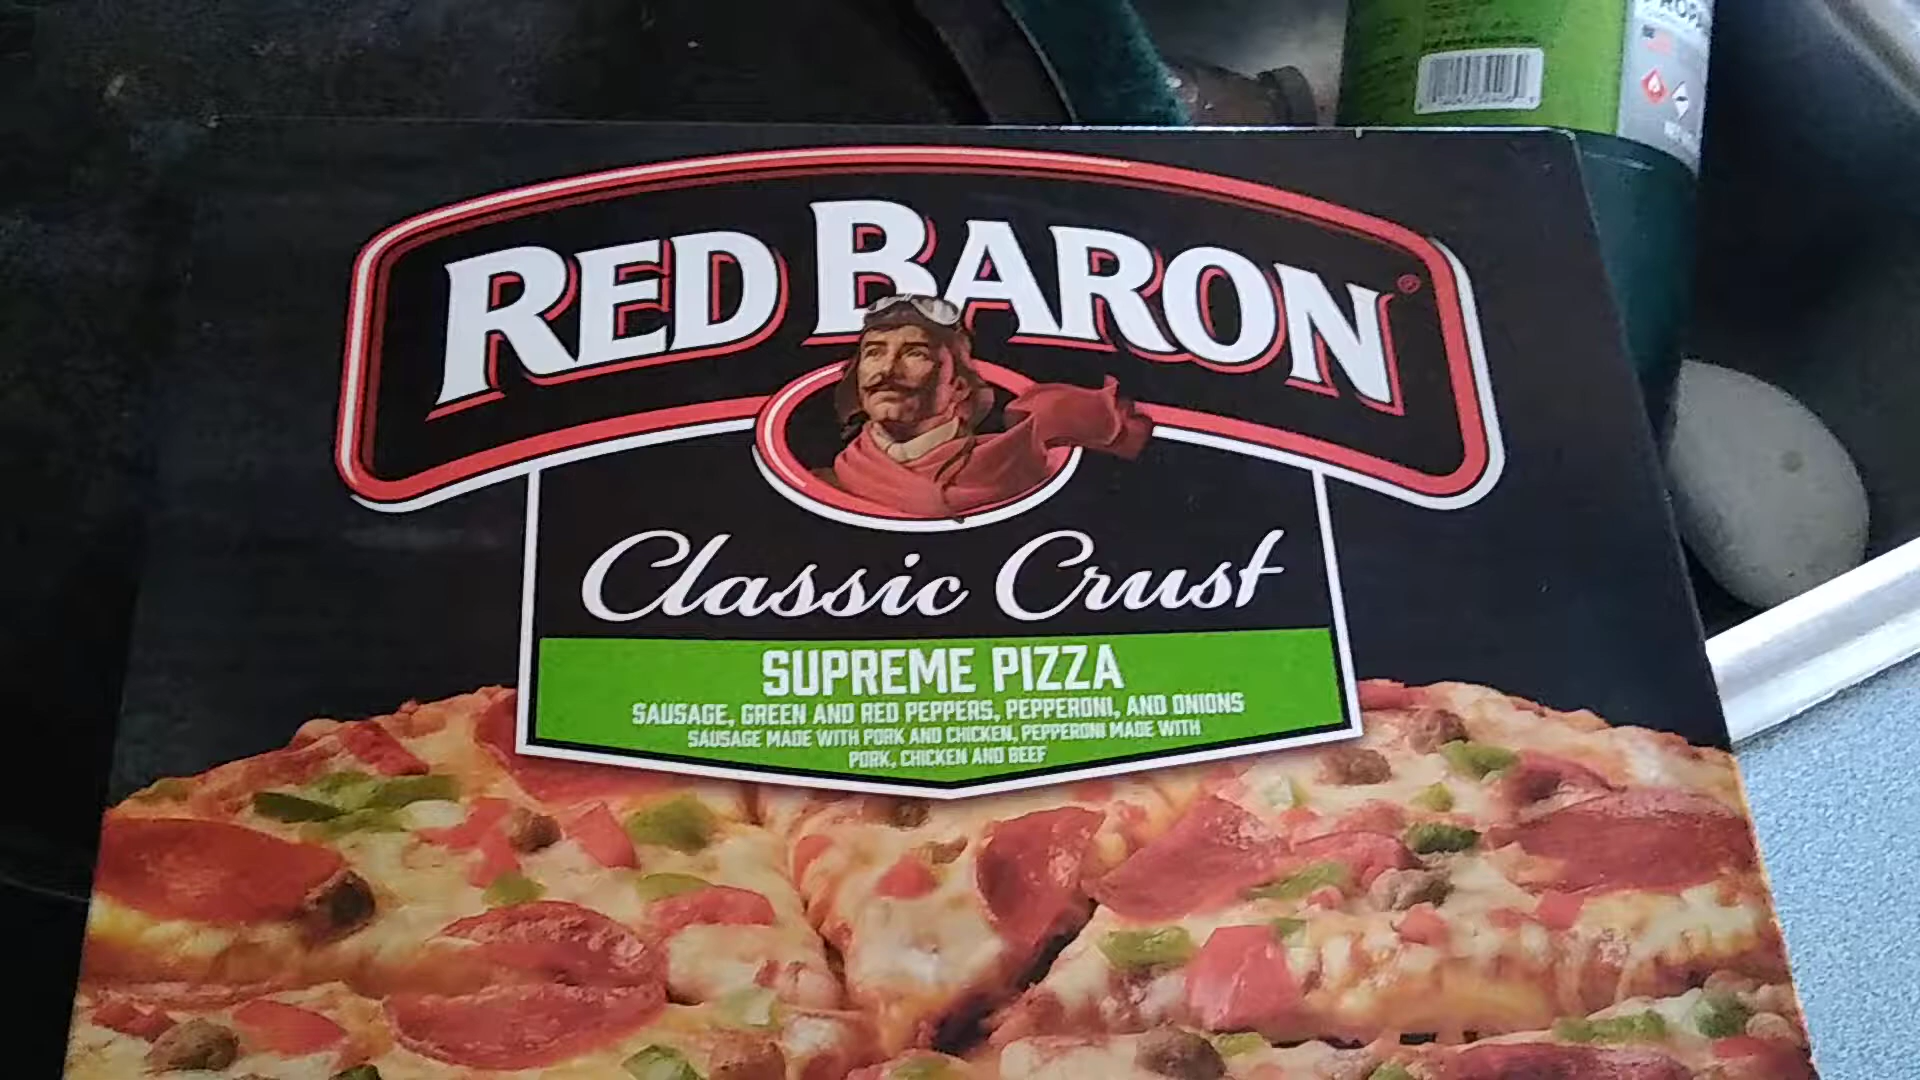 RED BARON®
Classic Crust
SUPREME PIZZA
SAUSAGE, GREEN AND RED PEPPERS, PEPPERONI, AND ONIONS
SAUSAGE MADE WITH PORK AND CHICKEN, PEPPERONI MADE WITH
PORK, CHICKEN AND BEEF